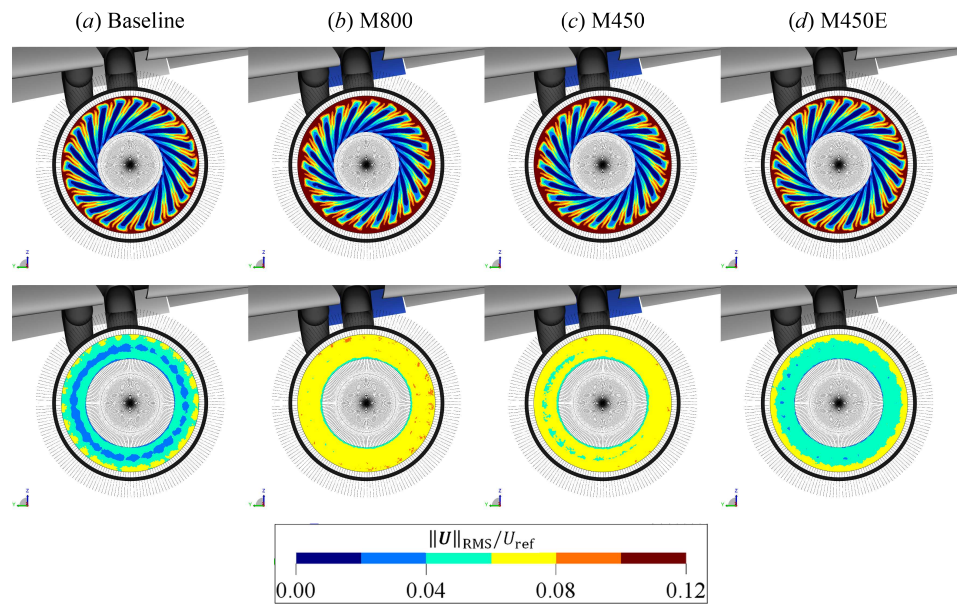 (a) Baseline (b) M800 (c) M450 (d) M450E
Z Z Z Z
Y Y Y Y
Z Z Z Z
Y Y Y Y
‖U‖RMS/Uref
0.00 0.04 0.08 0.12